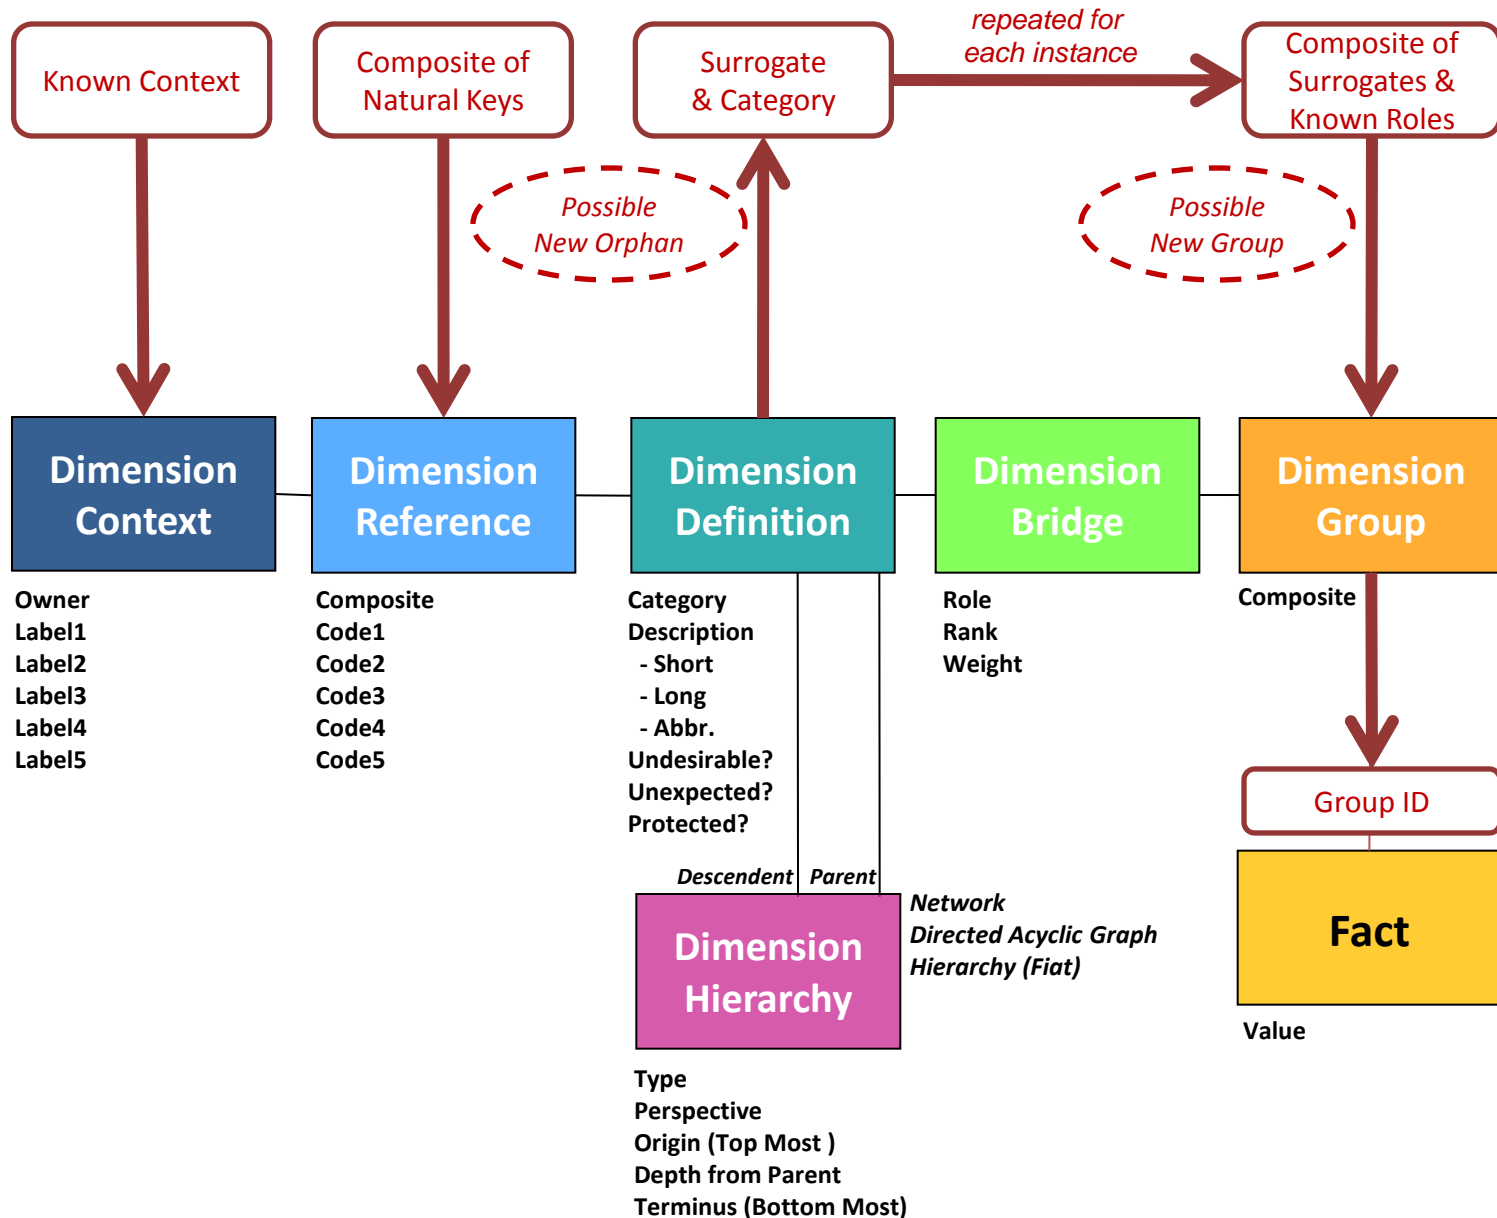 Known Context
Composite of
Natural Keys
Surrogate
& Category
repeated for
each instance
Composite of
Surrogates &
Known Roles
Possible
New Orphan
Possible
New Group
Dimension
Context
Dimension
Reference
Dimension
Definition
Dimension
Bridge
Dimension
Group
Owner
Label1
Label2
Label3
Label4
Label5
Composite
Code1
Code2
Code3
Code4
Code5
Category
Description
- Short
- Long
- Abbr.
Undesirable?
Unexpected?
Protected?
Role
Rank
Weight
Composite
Group ID
Descendent
Parent
Dimension
Hierarchy
Network
Directed Acyclic Graph
Hierarchy (Fiat)
Fact
Value
Type
Perspective
Origin (Top Most )
Depth from Parent
Terminus (Bottom Most)